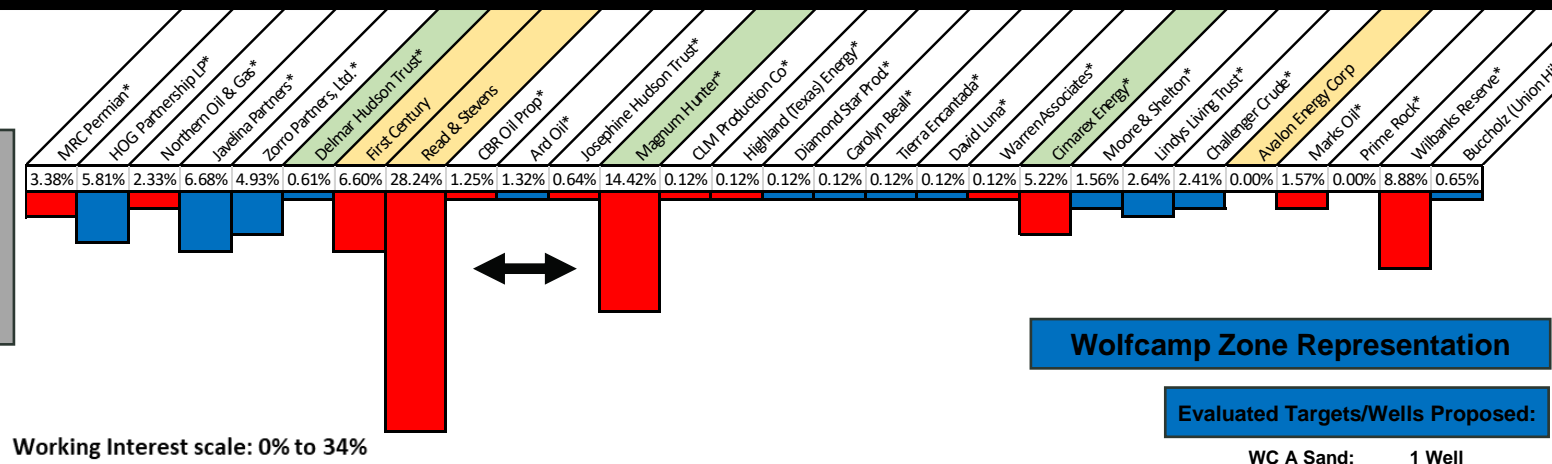 MRC Permian*
HOG Partnership LP*
Northern Oil & Gas*
Javelina Partners*
Zorro Partners, Ltd.*
Delmar Hudson Trust*
First Century
Read & Stevens
CBR Oil Prop*
Ard Oil*
Josephine Hudson Trust*
Magnum Hunter*
CLM Production Co*
Highland (Texas) Energy*
Diamond Star Prod*
Carolyn Beall*
Tierra Encantada*
David Luna*
Warren Associates*
Cimarex Energy*
Moore & Shelton*
Lindys Living Trust*
Challenger Crude*
Avalon Energy Corp
Marks Oil*
Prime Rock*
Wilbanks Reserve*
Buccholz (Union Hil
3.38% 5.81% 2.33% 6.68% 4.93% 0.61% 6.60% 28.24% 1.25% 1.32% 0.64% 14.42% 0.12% 0.12% 0.12% 0.12% 0.12% 0.12% 0.12% 5.22% 1.56% 2.64% 2.41% 0.00% 1.57% 0.00% 8.88% 0.65%
Wolfcamp Zone Representation
Evaluated Targets/Wells Proposed:
Working Interest scale: 0% to 34%
WC A Sand: 1 Well